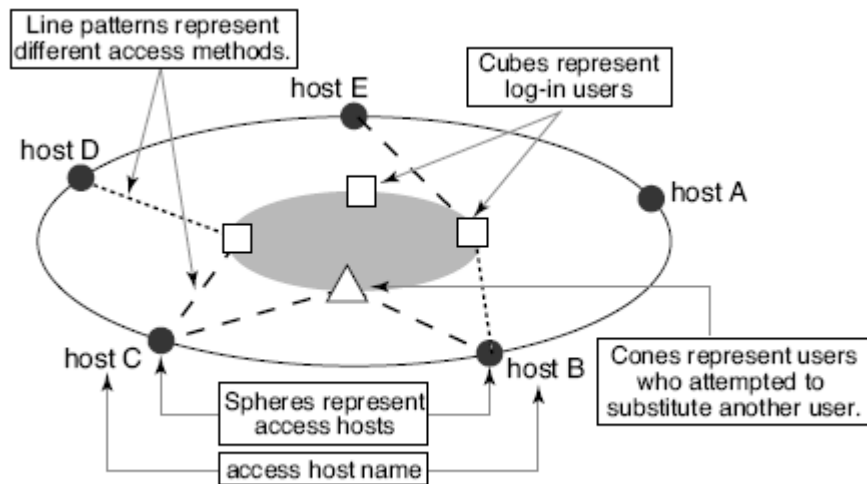 Line patterns represent
different access methods.
host E
Cubes represent
log-in users
host D
host A
host C
host B
Spheres represent
access hosts
access host name
Cones represent users
who attempted to
substitute another user.